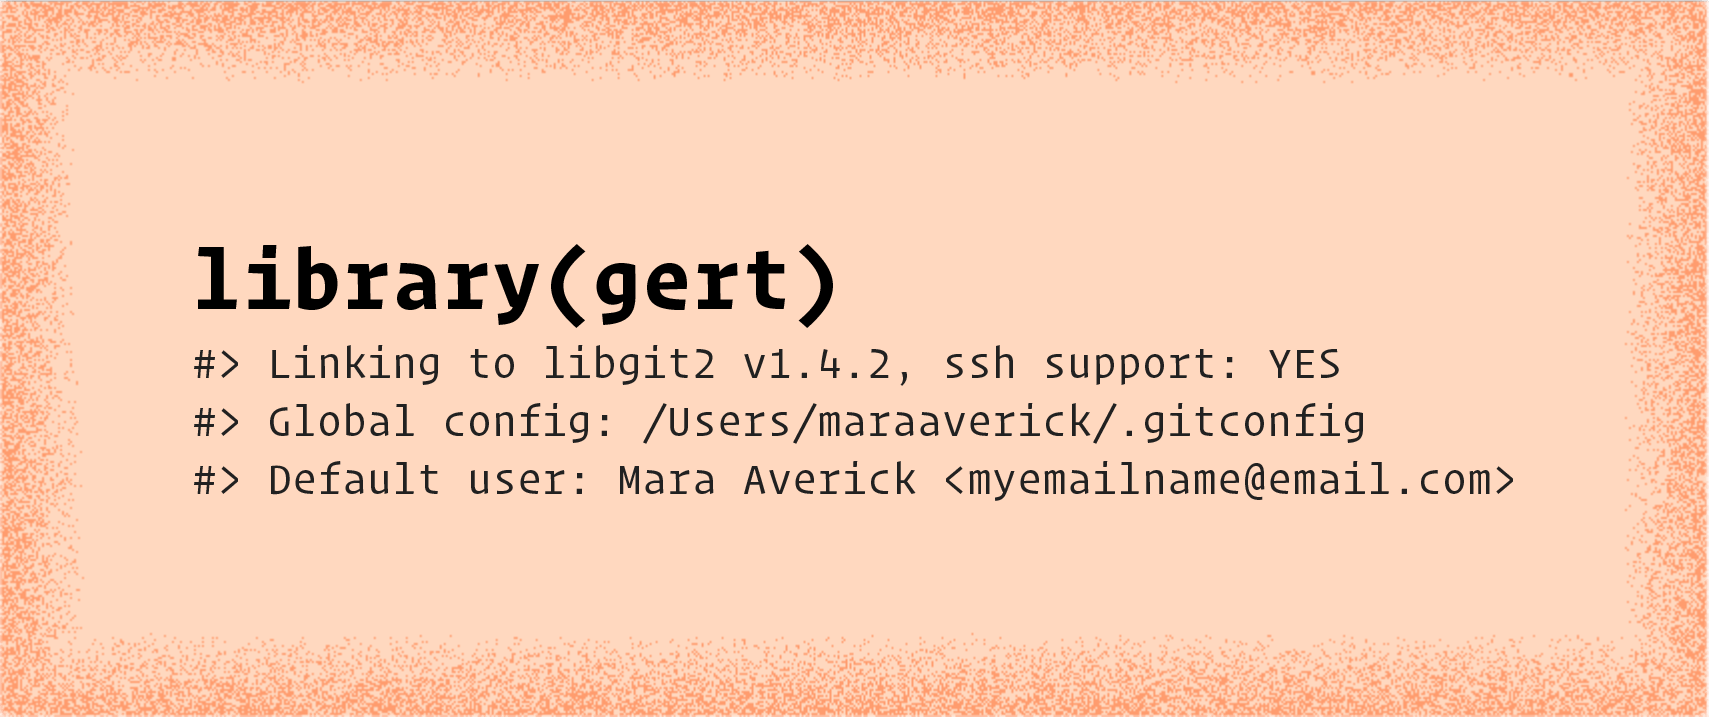 library(gert)
#> Linking to libgit2 v1.4.2, ssh support: YES
#> Global config: /Users/maraaverick/.gitconfig
#> Default user: Mara Averick <myemailname@email.com>